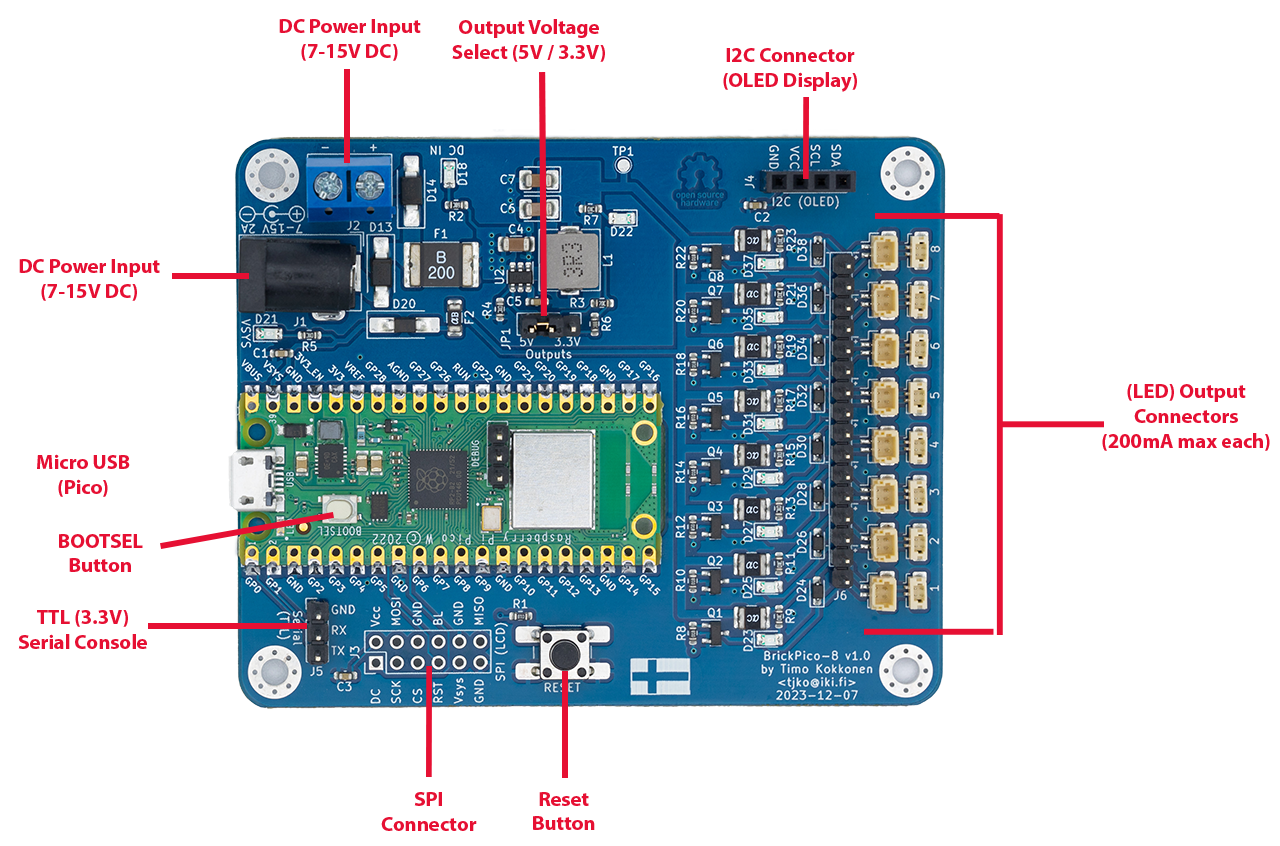 DC Power Input
(7-15V DC)
Output Voltage
Select (5V / 3.3V)
I2C Connector
(OLED Display)
DC Power Input
(7-15V DC)
Micro USB
(Pico)
BOOTSEL
Button
TTL (3.3V)
Serial Console
SPI
Connector
Reset
Button
(LED) Output
Connectors
(200mA max each)
- +
DC IN
D18
D14
R2
J2
D13
7-15V 2A
C7
C6
C4
TP1
R7
D22
open source
hardware
GND
VCC
SCL
SDA
J4
I2C (OLED)
C2
F1
B
200
U2
3R3
L1
C5
R3
R4
R6
F2
D20
D21
VSYS
J1
R5
C1
JP1
5V 3.3V
Outputs
VBUS
VSYS
GND
3V3_EN
3V3
VREF
GP28
AGND
GP27
GP26
RUN
GP22
GND
GP21
GP20
GP19
GP18
GND
GP17
GP16
39
DEBUG
USB
BOOTSEL
LED
Raspberry Pi Pico W (C) 2022
1
2
GP0
GP1
GND
GP2
GP3
GP4
GP5
GND
GP6
GP7
GP8
GP9
GND
GP10
GP11
GP12
GP13
GND
GP14
GP15
Serial
(TTL)
GND
RX
TX
J5
C3
J3
Vcc
MOSI
GND
BL
GND
MISO
DC
SCK
CS
RST
Vsys
GND
SPI (LCD)
R1
RESET
R22
Q8
D37
R23
D38
8
R20
Q7
D35
R21
D36
7
R18
Q6
D33
R19
D34
6
R16
Q5
D31
R17
D32
5
R14
Q4
D29
R15
D30
4
R12
Q3
D27
R13
D28
3
R10
Q2
D25
R11
D26
2
R8
Q1
D23
R9
D24
1
J6
BrickPico-8 v1.0
by Timo Kokkonen
<tjko@iki.fi>
2023-12-07